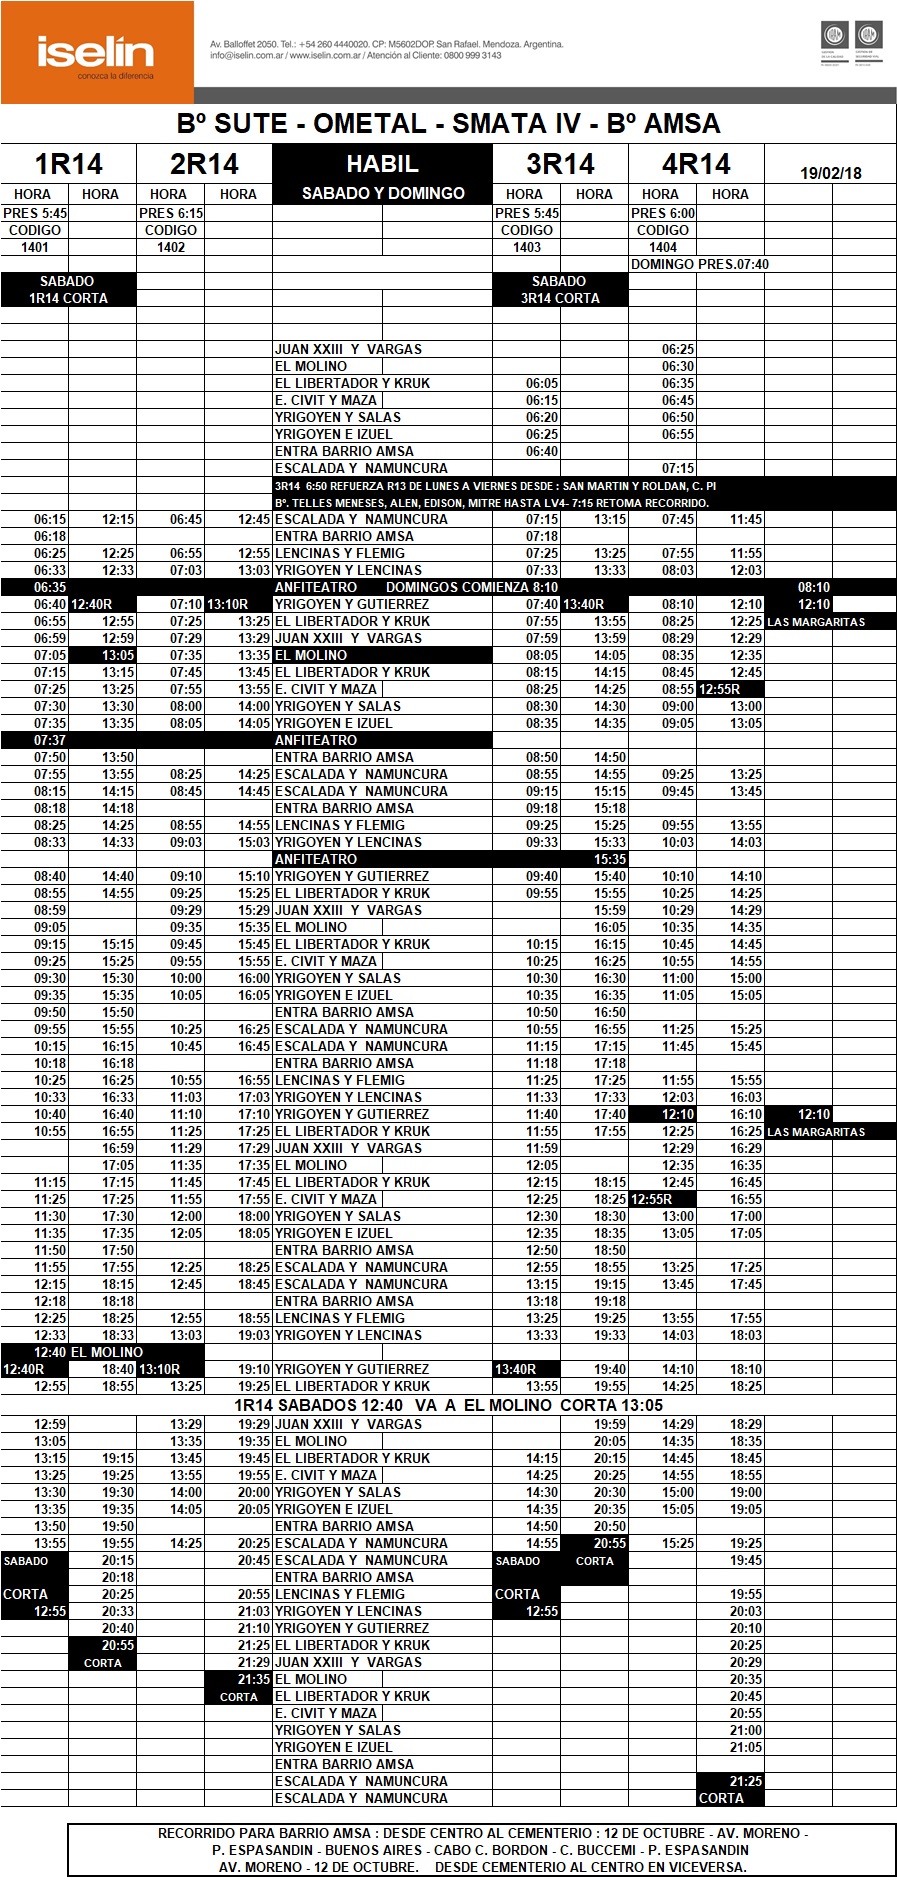 iselín
conozca la diferencia
Av. Balloffet 2050. Tel.: +54 260 4440020. CP: M5602DOP. San Rafael. Mendoza. Argentina.
info@iselin.com.ar / www.iselin.com.ar / Atención al Cliente: 0800 999 3143
Bº SUTE - OMETAL - SMATA IV - Bº AMSA
1R14 2R14 HABIL 3R14 4R14 19/02/18
HORA HORA HORA HORA SABADO Y DOMINGO HORA HORA HORA HORA
PRES 5:45 PRES 6:15 PRES 5:45 PRES 6:00
CODIGO CODIGO CODIGO CODIGO
1401 1402 1403 1404
DOMINGO PRES.07:40
SABADO SABADO
1R14 CORTA 3R14 CORTA
JUAN XXIII Y VARGAS 06:25
EL MOLINO 06:30
EL LIBERTADOR Y KRUK 06:05 06:35
E. CIVIT Y MAZA 06:15 06:45
YRIGOYEN Y SALAS 06:20 06:50
YRIGOYEN E IZUEL 06:25 06:55
ENTRA BARRIO AMSA 06:40
ESCALADA Y NAMUNCURA 07:15
3R14 6:50 REFUERZA R13 DE LUNES A VIERNES DESDE : SAN MARTIN Y ROLDAN, C. PI
Bº. TELLES MENESES, ALEN, EDISON, MITRE HASTA LV4- 7:15 RETOMA RECORRIDO.
06:15 12:15 06:45 12:45 ESCALADA Y NAMUNCURA 07:15 13:15 07:45 11:45
06:18 ENTRA BARRIO AMSA 07:18
06:25 12:25 06:55 12:55 LENCINAS Y FLEMIG 07:25 13:25 07:55 11:55
06:33 12:33 07:03 13:03 YRIGOYEN Y LENCINAS 07:33 13:33 08:03 12:03
06:35 ANFITEATRO DOMINGOS COMIENZA 8:10 08:10
06:40 12:40R 07:10 13:10R YRIGOYEN Y GUTIERREZ 07:40 13:40R 08:10 12:10 12:10
06:55 12:55 07:25 13:25 EL LIBERTADOR Y KRUK 07:55 13:55 08:25 12:25 LAS MARGARITAS
06:59 12:59 07:29 13:29 JUAN XXIII Y VARGAS 07:59 13:59 08:29 12:29
07:05 13:05 07:35 13:35 EL MOLINO 08:05 14:05 08:35 12:35
07:15 13:15 07:45 13:45 EL LIBERTADOR Y KRUK 08:15 14:15 08:45 12:45
07:25 13:25 07:55 13:55 E. CIVIT Y MAZA 08:25 14:25 08:55 12:55R
07:30 13:30 08:00 14:00 YRIGOYEN Y SALAS 08:30 14:30 09:00 13:00
07:35 13:35 08:05 14:05 YRIGOYEN E IZUEL 08:35 14:35 09:05 13:05
07:37 ANFITEATRO
07:50 13:50 ENTRA BARRIO AMSA 08:50 14:50
07:55 13:55 08:25 14:25 ESCALADA Y NAMUNCURA 08:55 14:55 09:25 13:25
08:15 14:15 08:45 14:45 ESCALADA Y NAMUNCURA 09:15 15:15 09:45 13:45
08:18 14:18 ENTRA BARRIO AMSA 09:18 15:18
08:25 14:25 08:55 14:55 LENCINAS Y FLEMIG 09:25 15:25 09:55 13:55
08:33 14:33 09:03 15:03 YRIGOYEN Y LENCINAS 09:33 15:33 10:03 14:03
ANFITEATRO 15:35
08:40 14:40 09:10 15:10 YRIGOYEN Y GUTIERREZ 09:40 15:40 10:10 14:10
08:55 14:55 09:25 15:25 EL LIBERTADOR Y KRUK 09:55 15:55 10:25 14:25
08:59 09:29 15:29 JUAN XXIII Y VARGAS 15:59 10:29 14:29
09:05 09:35 15:35 EL MOLINO 16:05 10:35 14:35
09:15 15:15 09:45 15:45 EL LIBERTADOR Y KRUK 10:15 16:15 10:45 14:45
09:25 15:25 09:55 15:55 E. CIVIT Y MAZA 10:25 16:25 10:55 14:55
09:30 15:30 10:00 16:00 YRIGOYEN Y SALAS 10:30 16:30 11:00 15:00
09:35 15:35 10:05 16:05 YRIGOYEN E IZUEL 10:35 16:35 11:05 15:05
09:50 15:50 ENTRA BARRIO AMSA 10:50 16:50
09:55 15:55 10:25 16:25 ESCALADA Y NAMUNCURA 10:55 16:55 11:25 15:25
10:15 16:15 10:45 16:45 ESCALADA Y NAMUNCURA 11:15 17:15 11:45 15:45
10:18 16:18 ENTRA BARRIO AMSA 11:18 17:18
10:25 16:25 10:55 16:55 LENCINAS Y FLEMIG 11:25 17:25 11:55 15:55
10:33 16:33 11:03 17:03 YRIGOYEN Y LENCINAS 11:33 17:33 12:03 16:03
10:40 16:40 11:10 17:10 YRIGOYEN Y GUTIERREZ 11:40 17:40 12:10 16:10 12:10
10:55 16:55 11:25 17:25 EL LIBERTADOR Y KRUK 11:55 17:55 12:25 16:25 LAS MARGARITAS
16:59 11:29 17:29 JUAN XXIII Y VARGAS 11:59 12:29 16:29
17:05 11:35 17:35 EL MOLINO 12:05 12:35 16:35
11:15 17:15 11:45 17:45 EL LIBERTADOR Y KRUK 12:15 18:15 12:45 16:45
11:25 17:25 11:55 17:55 E. CIVIT Y MAZA 12:25 18:25 12:55R 16:55
11:30 17:30 12:00 18:00 YRIGOYEN Y SALAS 12:30 18:30 13:00 17:00
11:35 17:35 12:05 18:05 YRIGOYEN E IZUEL 12:35 18:35 13:05 17:05
11:50 17:50 ENTRA BARRIO AMSA 12:50 18:50
11:55 17:55 12:25 18:25 ESCALADA Y NAMUNCURA 12:55 18:55 13:25 17:25
12:15 18:15 12:45 18:45 ESCALADA Y NAMUNCURA 13:15 19:15 13:45 17:45
12:18 18:18 ENTRA BARRIO AMSA 13:18 19:18
12:25 18:25 12:55 18:55 LENCINAS Y FLEMIG 13:25 19:25 13:55 17:55
12:33 18:33 13:03 19:03 YRIGOYEN Y LENCINAS 13:33 19:33 14:03 18:03
12:40 EL MOLINO
12:40R 18:40 13:10R 19:10 YRIGOYEN Y GUTIERREZ 13:40R 19:40 14:10 18:10
12:55 18:55 13:25 19:25 EL LIBERTADOR Y KRUK 13:55 19:55 14:25 18:25
1R14 SABADOS 12:40 VA A EL MOLINO CORTA 13:05
12:59 13:29 19:29 JUAN XXIII Y VARGAS 19:59 14:29 18:29
13:05 13:35 19:35 EL MOLINO 20:05 14:35 18:35
13:15 19:15 13:45 19:45 EL LIBERTADOR Y KRUK 14:15 20:15 14:45 18:45
13:25 19:25 13:55 19:55 E. CIVIT Y MAZA 14:25 20:25 14:55 18:55
13:30 19:30 14:00 20:00 YRIGOYEN Y SALAS 14:30 20:30 15:00 19:00
13:35 19:35 14:05 20:05 YRIGOYEN E IZUEL 14:35 20:35 15:05 19:05
13:50 19:50 ENTRA BARRIO AMSA 14:50 20:50
13:55 19:55 14:25 20:25 ESCALADA Y NAMUNCURA 14:55 20:55 15:25 19:25
SABADO 20:15 20:45 ESCALADA Y NAMUNCURA SABADO CORTA 19:45
20:18 ENTRA BARRIO AMSA
CORTA 20:25 20:55 LENCINAS Y FLEMIG CORTA 19:55
12:55 20:33 21:03 YRIGOYEN Y LENCINAS 12:55 20:03
20:40 21:10 YRIGOYEN Y GUTIERREZ 20:10
20:55 21:25 EL LIBERTADOR Y KRUK 20:25
CORTA 21:29 JUAN XXIII Y VARGAS 20:29
21:35 EL MOLINO 20:35
CORTA EL LIBERTADOR Y KRUK 20:45
E. CIVIT Y MAZA 20:55
YRIGOYEN Y SALAS 21:00
YRIGOYEN E IZUEL 21:05
ENTRA BARRIO AMSA
ESCALADA Y NAMUNCURA 21:25
ESCALADA Y NAMUNCURA CORTA
RECORRIDO PARA BARRIO AMSA : DESDE CENTRO AL CEMENTERIO : 12 DE OCTUBRE - AV. MORENO -
P. ESPASANDIN - BUENOS AIRES - CABO C. BORDON - C. BUCCEMI - P. ESPASANDIN
AV. MORENO - 12 DE OCTUBRE. DESDE CEMENTERIO AL CENTRO EN VICEVERSA.